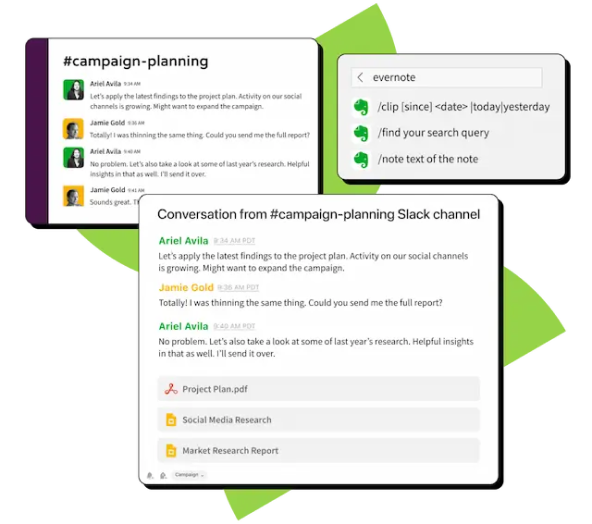 #campaign-planning
Ariel Avila 9:34 AM
Let's apply the latest findings to the project plan. Activity on our social
channels is growing. Might want to expand the campaign.
Jamie Gold 9:36 AM
Totally! I was thinning the same thing. Could you send me the full report?
Ariel Avila 9:40 AM
No problem. Let's also take a look at some of last year's research. Helpful
insights in that as well. I'll send it over.
Jamie Gold 9:41 AM
Sounds great.
evernote
/clip [since] <date> |today|yesterday
/find your search query
/note text of the note
Conversation from #campaign-planning Slack channel
Ariel Avila 9:34 AM PDT
Let's apply the latest findings to the project plan. Activity on our social channels
is growing. Might want to expand the campaign.
Jamie Gold 9:36 AM PDT
Totally! I was thinning the same thing. Could you send me the full report?
Ariel Avila 9:40 AM PDT
No problem. Let's also take a look at some of last year's research. Helpful insights
in that as well. I'll send it over.
Project Plan.pdf
Social Media Research
Market Research Report
Campaign